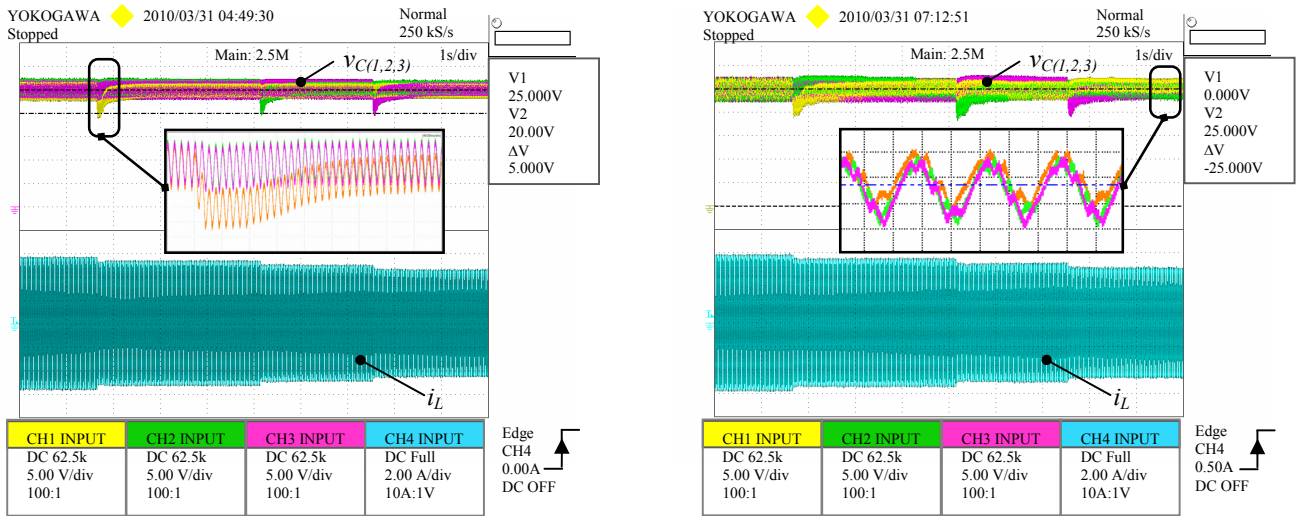 YOKOGAWA 2010/03/31 04:49:30 Normal
Stopped 250 kS/s
Main: 2.5M 1s/div
vC(1,2,3)
V1
25.000V
V2
20.00V
ΔV
5.000V
iL
CH1 INPUT CH2 INPUT CH3 INPUT CH4 INPUT
DC 62.5k DC 62.5k DC 62.5k DC Full
5.00 V/div 5.00 V/div 5.00 V/div 2.00 A/div
100:1 100:1 100:1 10A:1V
Edge
CH4
0.00A
DC OFF
YOKOGAWA 2010/03/31 07:12:51 Normal
Stopped 250 kS/s
Main: 2.5M 1s/div
vC(1,2,3)
V1
0.000V
V2
25.000V
ΔV
-25.000V
iL
CH1 INPUT CH2 INPUT CH3 INPUT CH4 INPUT
DC 62.5k DC 62.5k DC 62.5k DC Full
5.00 V/div 5.00 V/div 5.00 V/div 2.00 A/div
100:1 100:1 100:1 10A:1V
Edge
CH4
0.50A
DC OFF